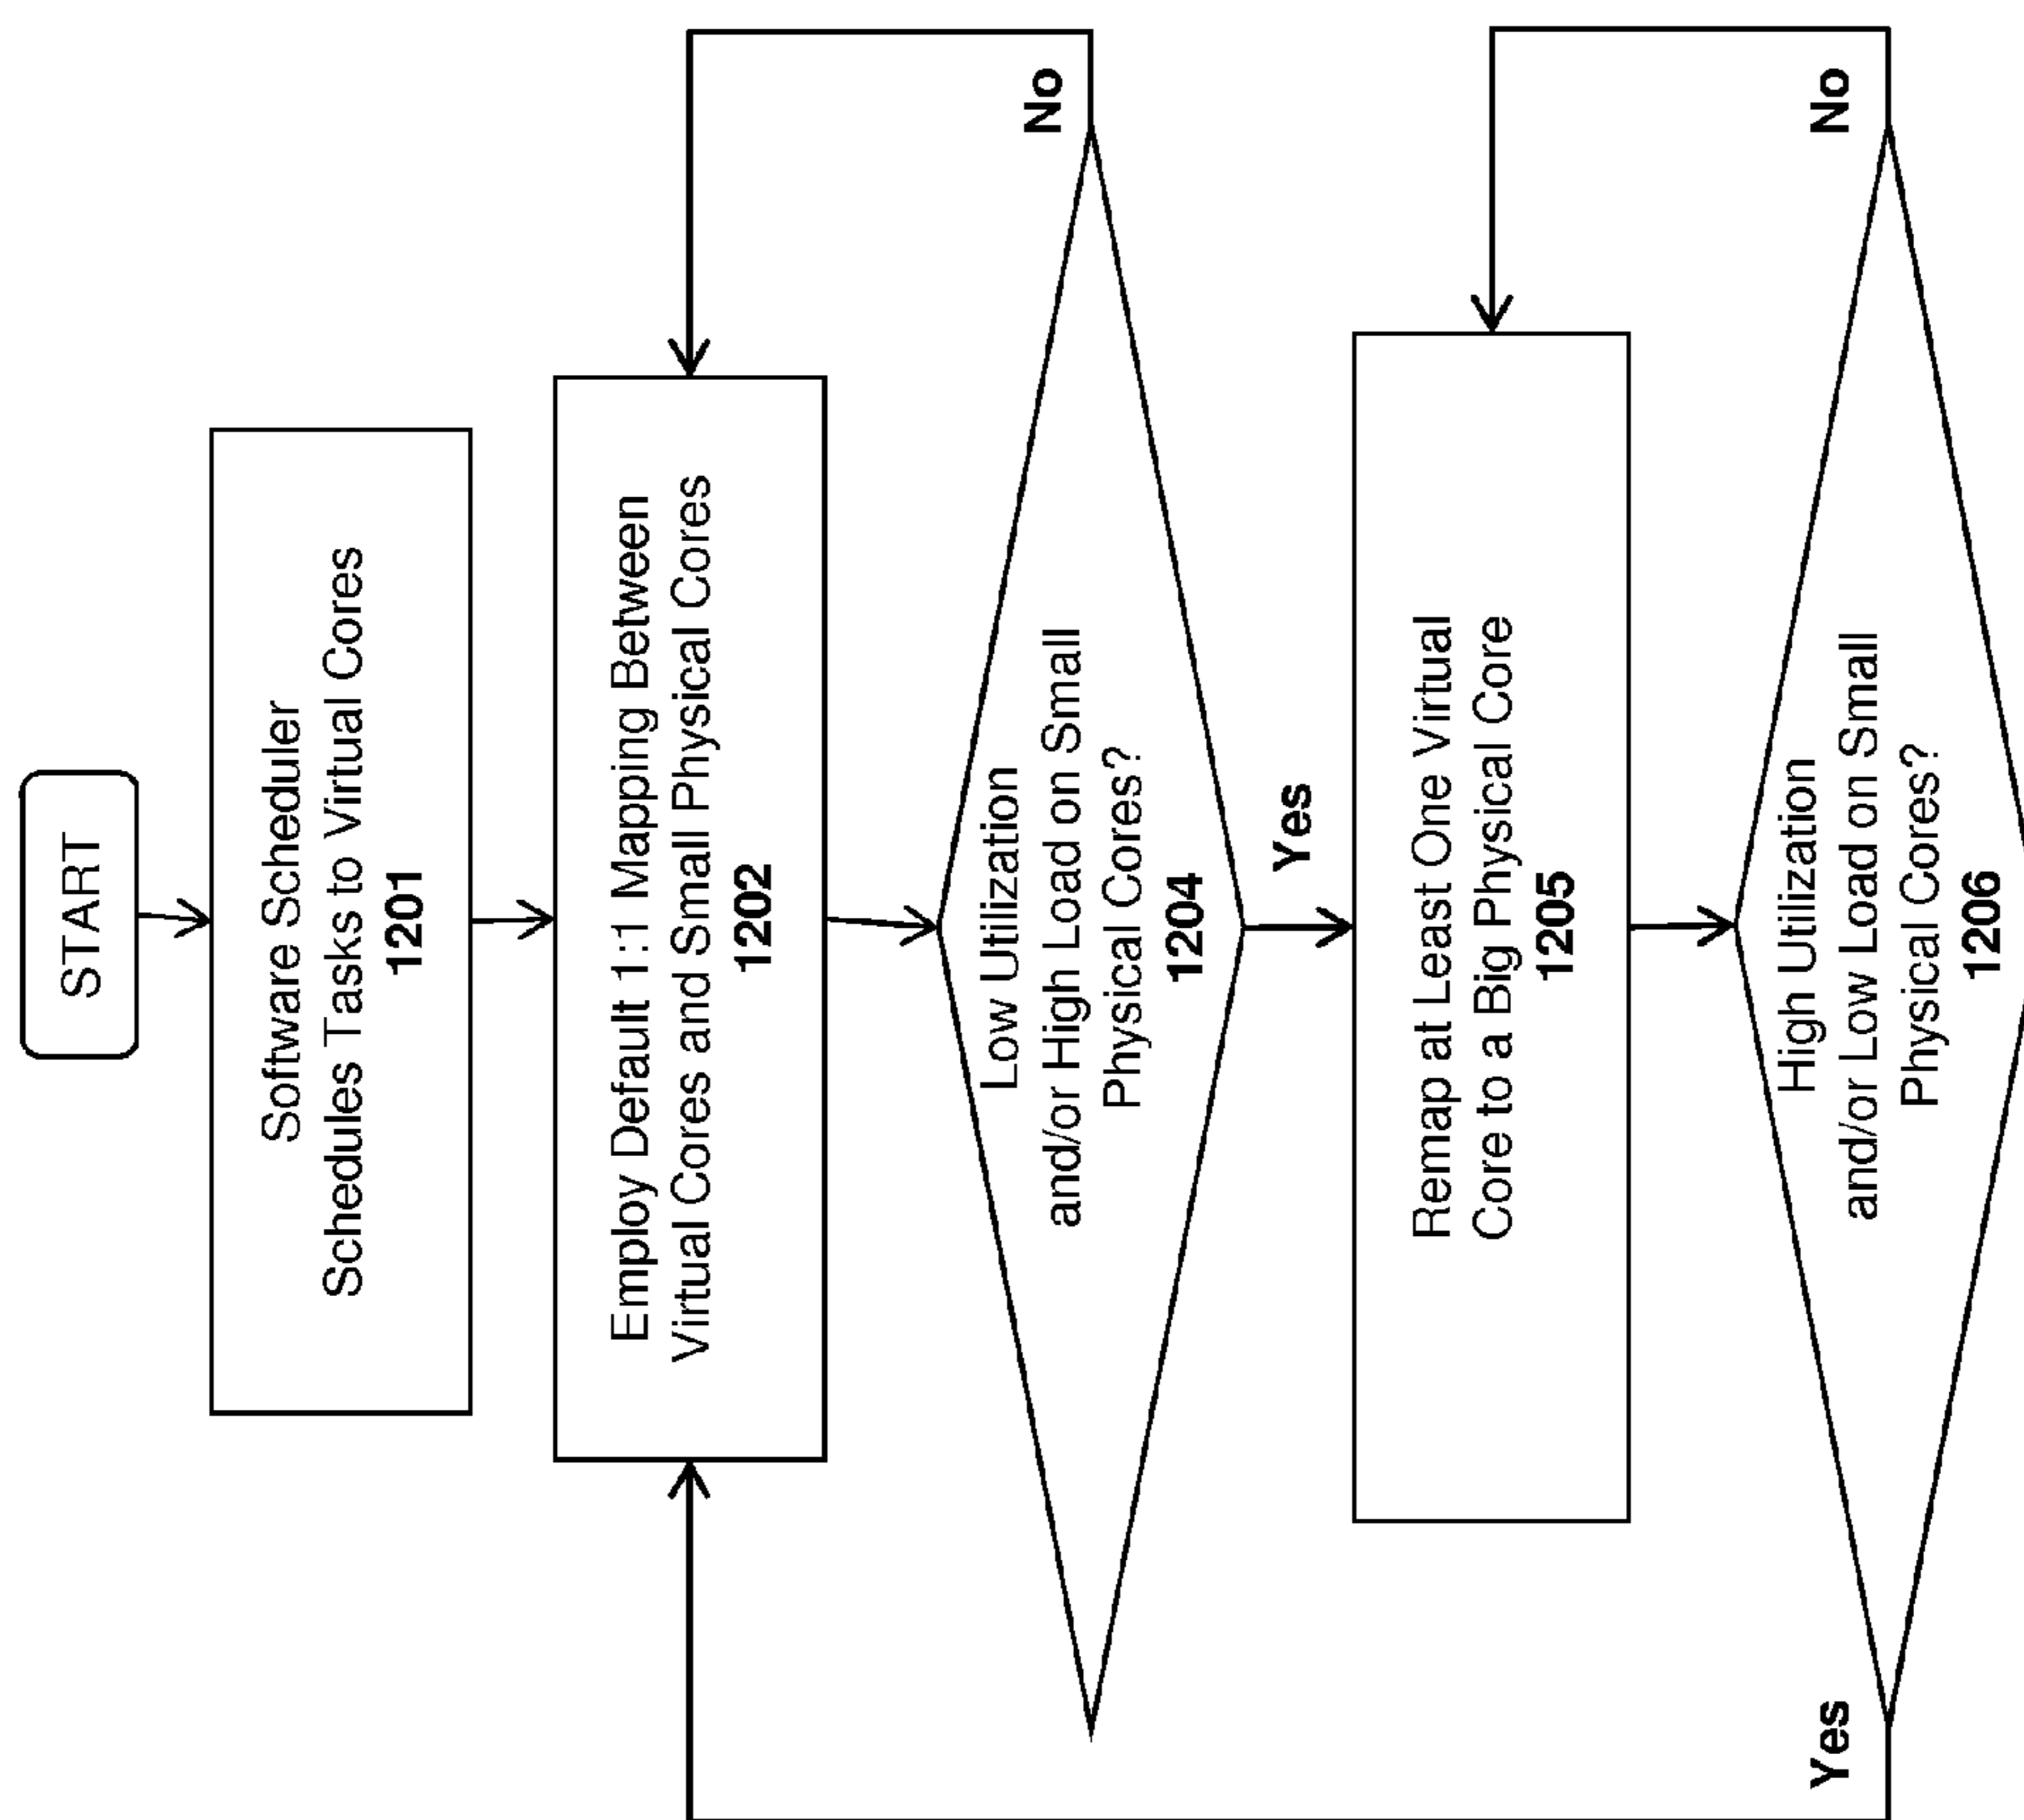 START
Software Scheduler
Schedules Tasks to Virtual Cores
1201
Employ Default 1:1 Mapping Between
Virtual Cores and Small Physical Cores
1202
Low Utilization
and/or High Load on Small
Physical Cores?
1204
No
Yes
Remap at Least One Virtual
Core to a Big Physical Core
1205
High Utilization
and/or Low Load on Small
Physical Cores?
1206
No
Yes